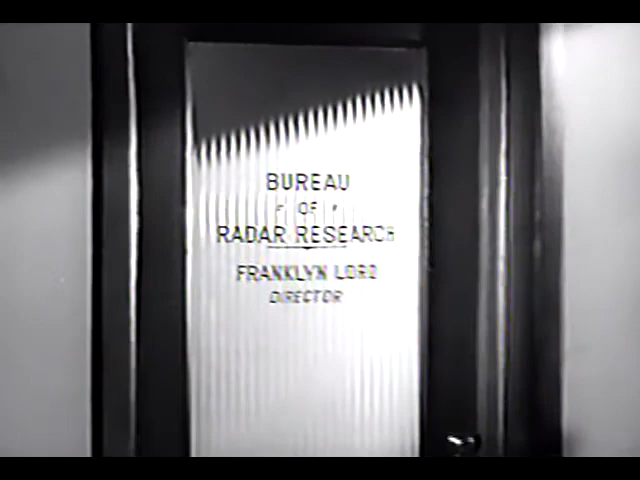 BUREAU
OF
RADAR RESEARCH
FRANKLYN LORD
DIRECTOR